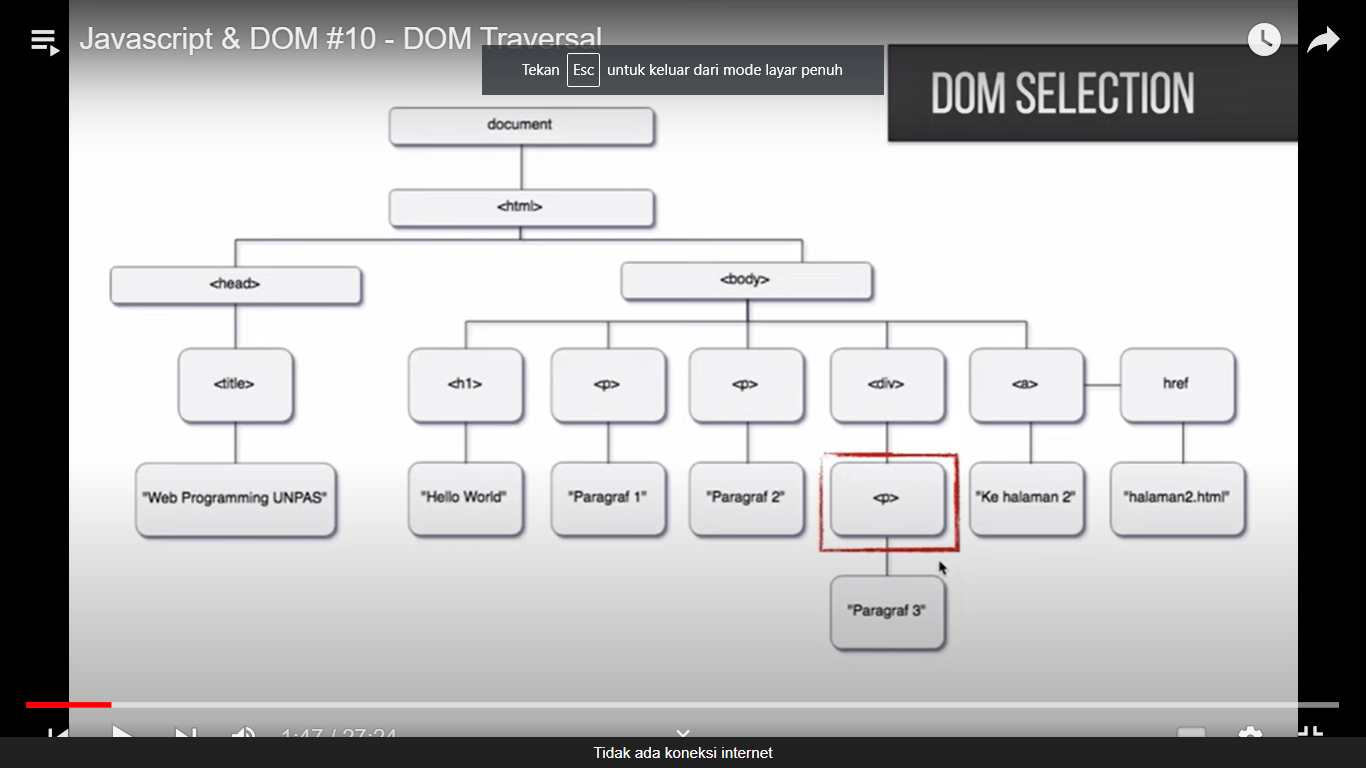 Javascript & DOM #10 - DOM Traversal
Tekan Esc untuk keluar dari mode layar penuh
DOM SELECTION
document
<html>
<head>
<body>
<title>
<h1>
<p>
<p>
<div>
<a>
href
"Web Programming UNPAS"
"Hello World"
"Paragraf 1"
"Paragraf 2"
<p>
"Ke halaman 2"
"halaman2.html"
"Paragraf 3"
1:47 / 27:24
Tidak ada koneksi internet